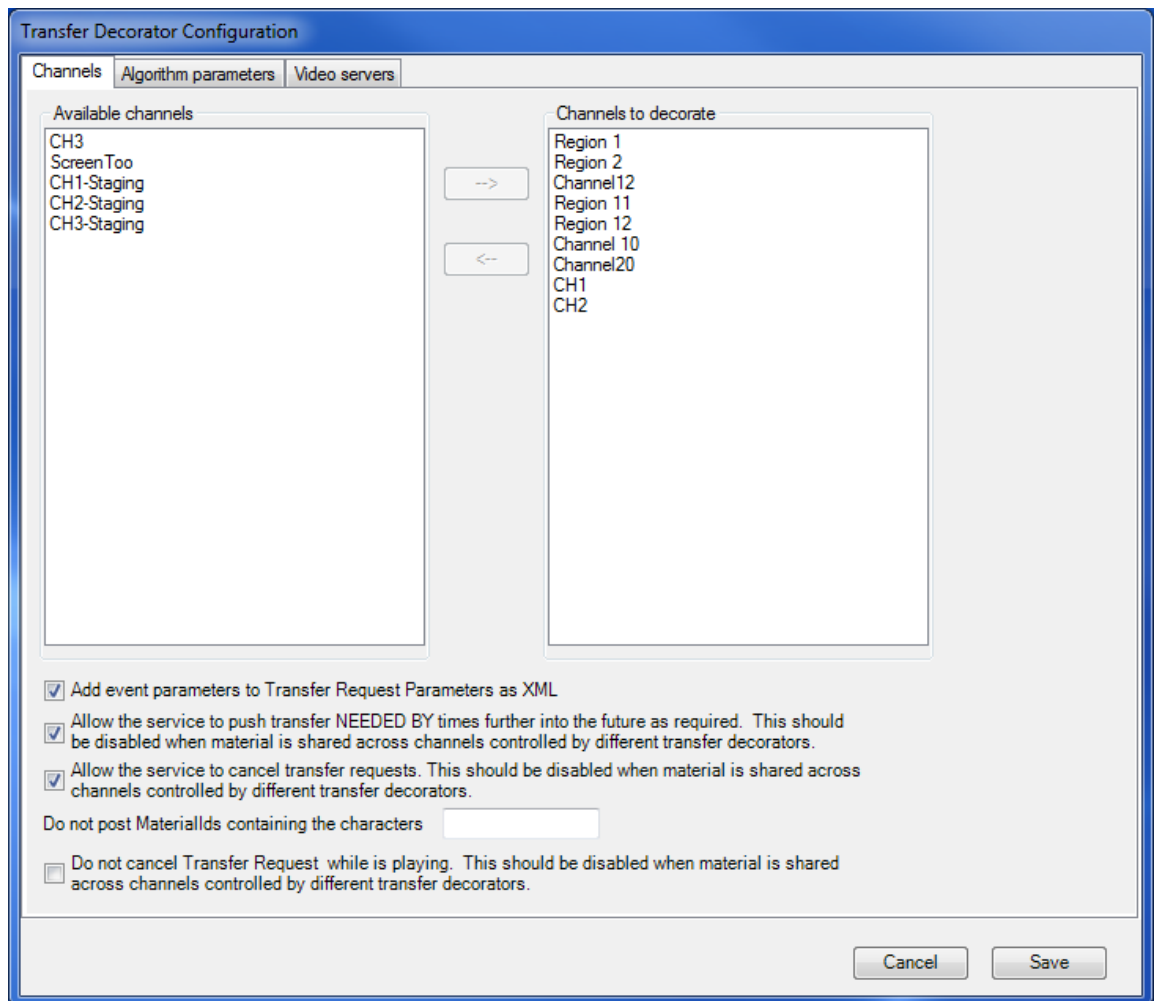 Transfer Decorator Configuration
Channels
Algorithm parameters
Video servers
Available channels
CH3
ScreenToo
CH1-Staging
CH2-Staging
CH3-Staging
-->
<--
Channels to decorate
Region 1
Region 2
Channel12
Region 11
Region 12
Channel 10
Channel20
CH1
CH2
Add event parameters to Transfer Request Parameters as XML
Allow the service to push transfer NEEDED BY times further into the future as required.  This should
be disabled when material is shared across channels controlled by different transfer decorators.
Allow the service to cancel transfer requests. This should be disabled when material is shared across
channels controlled by different transfer decorators.
Do not post MaterialIds containing the characters
Do not cancel Transfer Request  while is playing.  This should be disabled when material is shared
across channels controlled by different transfer decorators.
Cancel
Save